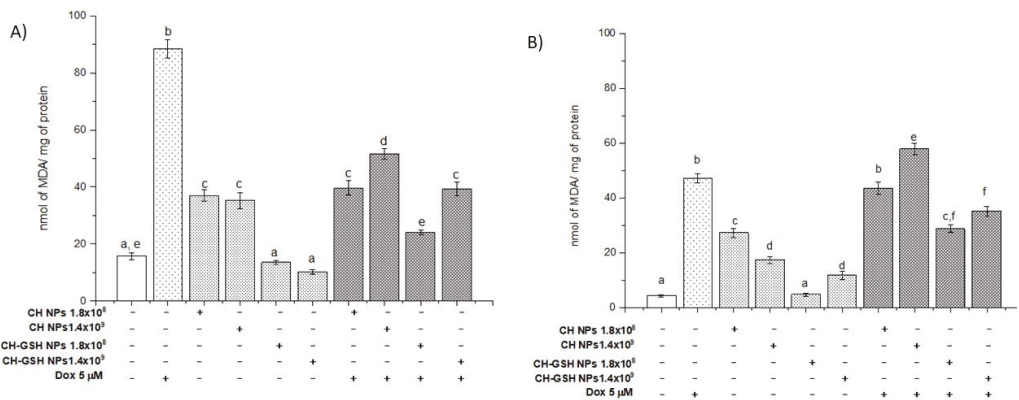 A)
nmol of MDA/ mg of protein
100
80
60
40
20
0
a, e
b
c
c
a
a
c
d
e
c
CH NPs 1.8x10⁸ - - + - - - + - - -
CH NPs1.4x10⁹ - - - + - - - + - -
CH-GSH NPs 1.8x10⁸ - - - - + - - - + -
CH-GSH NPs1.4x10⁹ - - - - - + - - - +
Dox 5 µM - + - - - - + + + +
B)
nmol of MDA/ mg of protein
100
80
60
40
20
0
a
b
c
d
a
d
b
e
c,f
f
CH NPs 1.8x10⁸ - - + - - - + - - -
CH NPs1.4x10⁹ - - - + - - - + - -
CH-GSH NPs 1.8x10⁸ - - - - + - - - + -
CH-GSH NPs1.4x10⁹ - - - - - + - - - +
Dox 5 µM - + - - - - + + + +